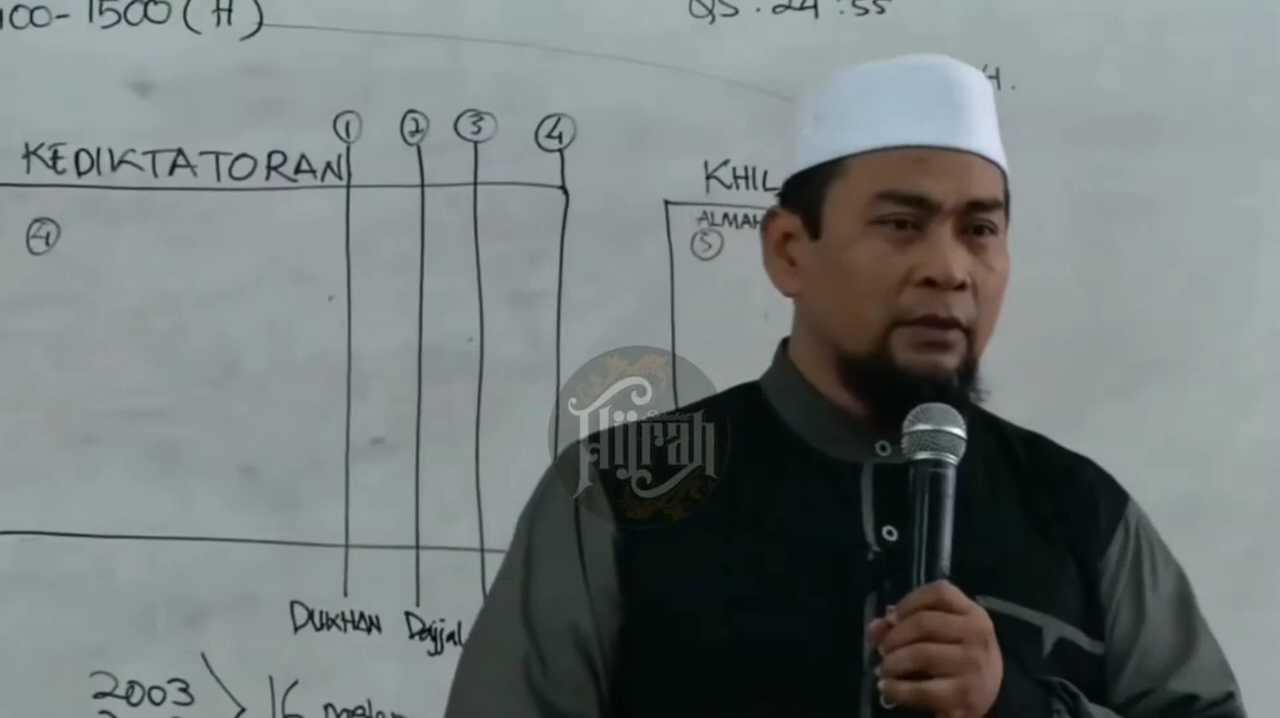 100-1500 (H)
QS. 24:55
H.
① ② ③ ④
KEDIKTATORAN
KHIL
④
ALMAH
⑤
Sahabat
Hijrah
DUKHAN Dajjal
2003
16